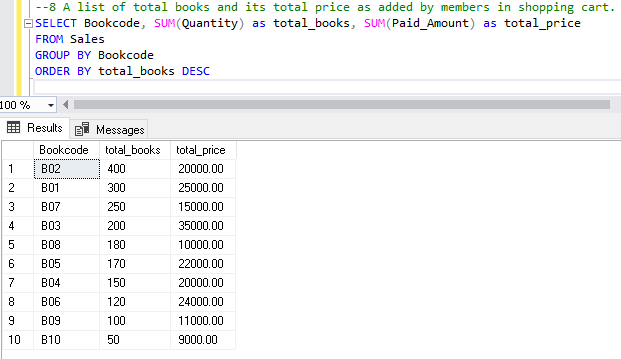 --8 A list of total books and its total price as added by members in shopping cart.
SELECT Bookcode, SUM(Quantity) as total_books, SUM(Paid_Amount) as total_price
FROM Sales
GROUP BY Bookcode
ORDER BY total_books DESC
100 %
Results Messages
Bookcode total_books total_price
1 B02 400 20000.00
2 B01 300 25000.00
3 B07 250 15000.00
4 B03 200 35000.00
5 B08 180 10000.00
6 B05 170 22000.00
7 B04 150 20000.00
8 B06 120 24000.00
9 B09 100 11000.00
10 B10 50 9000.00